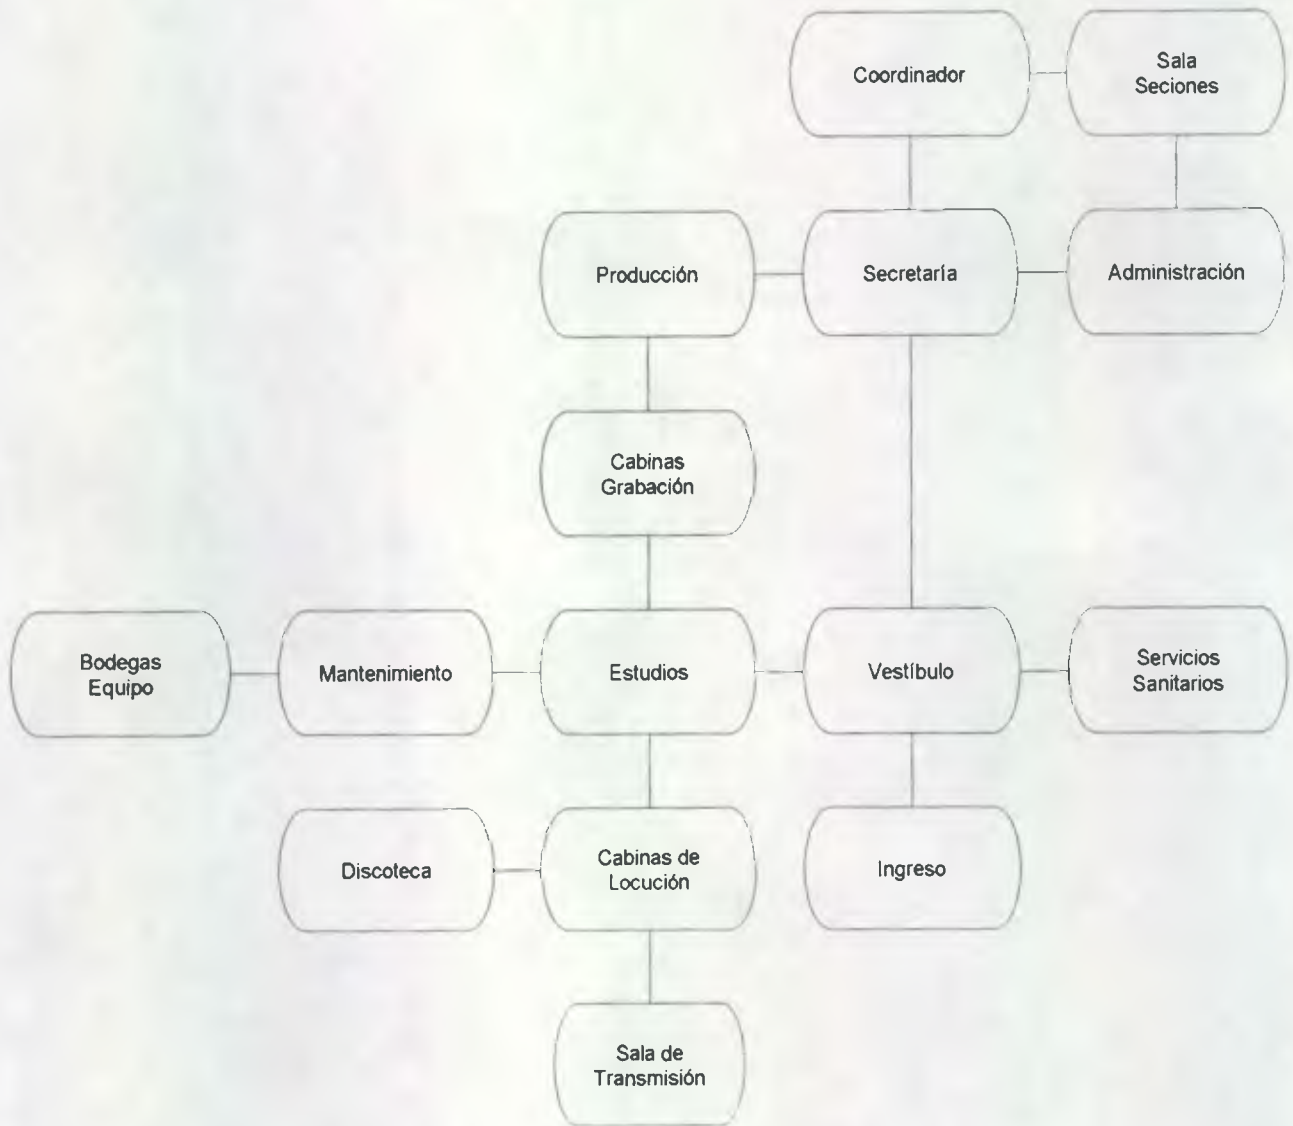 Coordinador
Sala
Seciones
Producción
Secretaría
Administración
Cabinas
Grabación
Bodegas
Equipo
Mantenimiento
Estudios
Vestíbulo
Servicios
Sanitarios
Discoteca
Cabinas de
Locución
Ingreso
Sala de
Transmisión